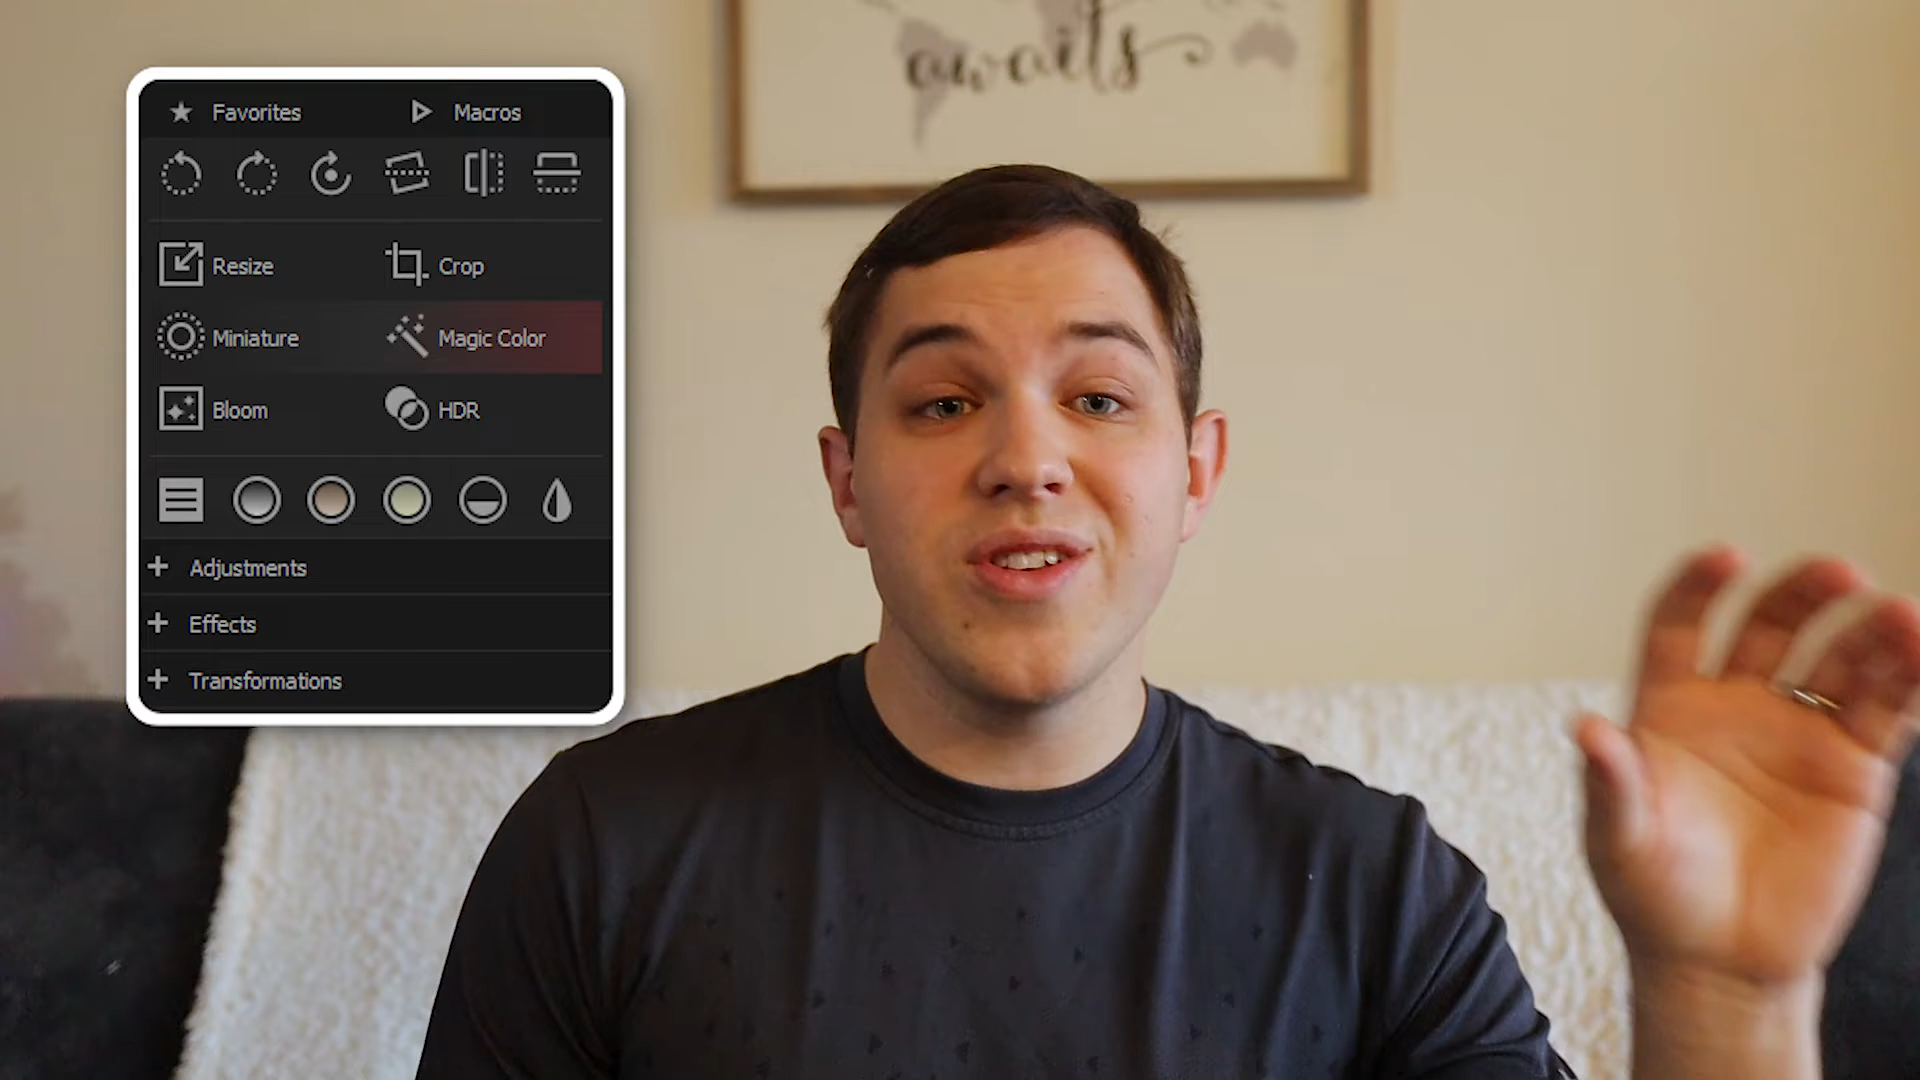 awaits
Favorites Macros
Resize Crop
Miniature Magic Color
Bloom HDR
Adjustments
Effects
Transformations